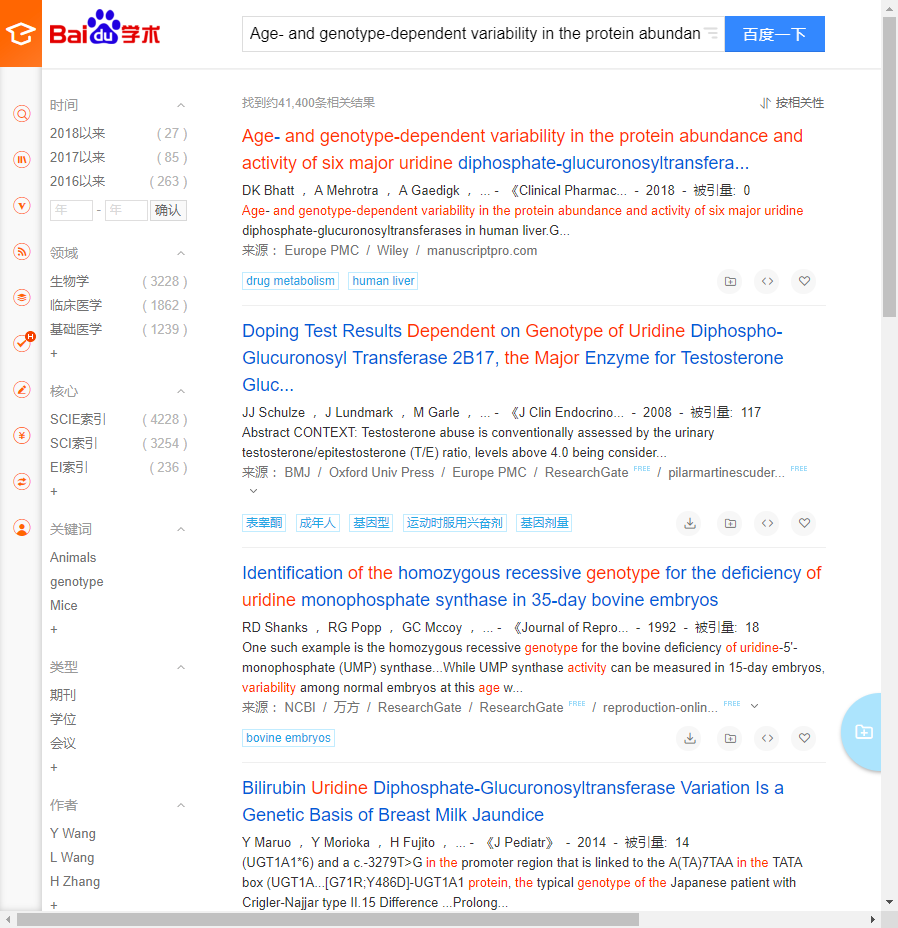 Bai du 学术
Age- and genotype-dependent variability in the protein abundan
百度一下
找到约41,400条相关结果
按相关性
时间
2018以来 ( 27 )
2017以来 ( 85 )
2016以来 ( 263 )
年 - 年 确认
领域
生物学 ( 3228 )
临床医学 ( 1862 )
基础医学 ( 1239 )
+
核心
SCIE索引 ( 4228 )
SCI索引 ( 3254 )
EI索引 ( 236 )
+
关键词
Animals
genotype
Mice
+
类型
期刊
学位
会议
+
作者
Y Wang
L Wang
H Zhang
+
Age- and genotype-dependent variability in the protein abundance and
activity of six major uridine diphosphate-glucuronosyltransfera...
DK Bhatt , A Mehrotra , A Gaedigk , ... - 《Clinical Pharmac... - 2018 - 被引量: 0
Age- and genotype-dependent variability in the protein abundance and activity of six major uridine
diphosphate-glucuronosyltransferases in human liver.G...
来源: Europe PMC / Wiley / manuscriptpro.com
drug metabolism human liver
Doping Test Results Dependent on Genotype of Uridine Diphospho-
Glucuronosyl Transferase 2B17, the Major Enzyme for Testosterone
Gluc...
JJ Schulze , J Lundmark , M Garle , ... - 《J Clin Endocrino... - 2008 - 被引量: 117
Abstract CONTEXT: Testosterone abuse is conventionally assessed by the urinary
testosterone/epitestosterone (T/E) ratio, levels above 4.0 being consider...
来源: BMJ / Oxford Univ Press / Europe PMC / ResearchGate FREE / pilarmartinescuder... FREE
表睾酮 成年人 基因型 运动时服用兴奋剂 基因剂量
Identification of the homozygous recessive genotype for the deficiency of
uridine monophosphate synthase in 35-day bovine embryos
RD Shanks , RG Popp , GC Mccoy , ... - 《Journal of Repro... - 1992 - 被引量: 18
One such example is the homozygous recessive genotype for the bovine deficiency of uridine-5'-
monophosphate (UMP) synthase...While UMP synthase activity can be measured in 15-day embryos,
variability among normal embryos at this age w...
来源: NCBI / 万方 / ResearchGate / ResearchGate FREE / reproduction-onlin... FREE
bovine embryos
Bilirubin Uridine Diphosphate-Glucuronosyltransferase Variation Is a
Genetic Basis of Breast Milk Jaundice
Y Maruo , Y Morioka , H Fujito , ... - 《J Pediatr》 - 2014 - 被引量: 14
(UGT1A1*6) and a c.-3279T>G in the promoter region that is linked to the A(TA)7TAA in the TATA
box (UGT1A...[G71R;Y486D]-UGT1A1 protein, the typical genotype of the Japanese patient with
Crigler-Najjar type II.15 Difference ...Prolong...